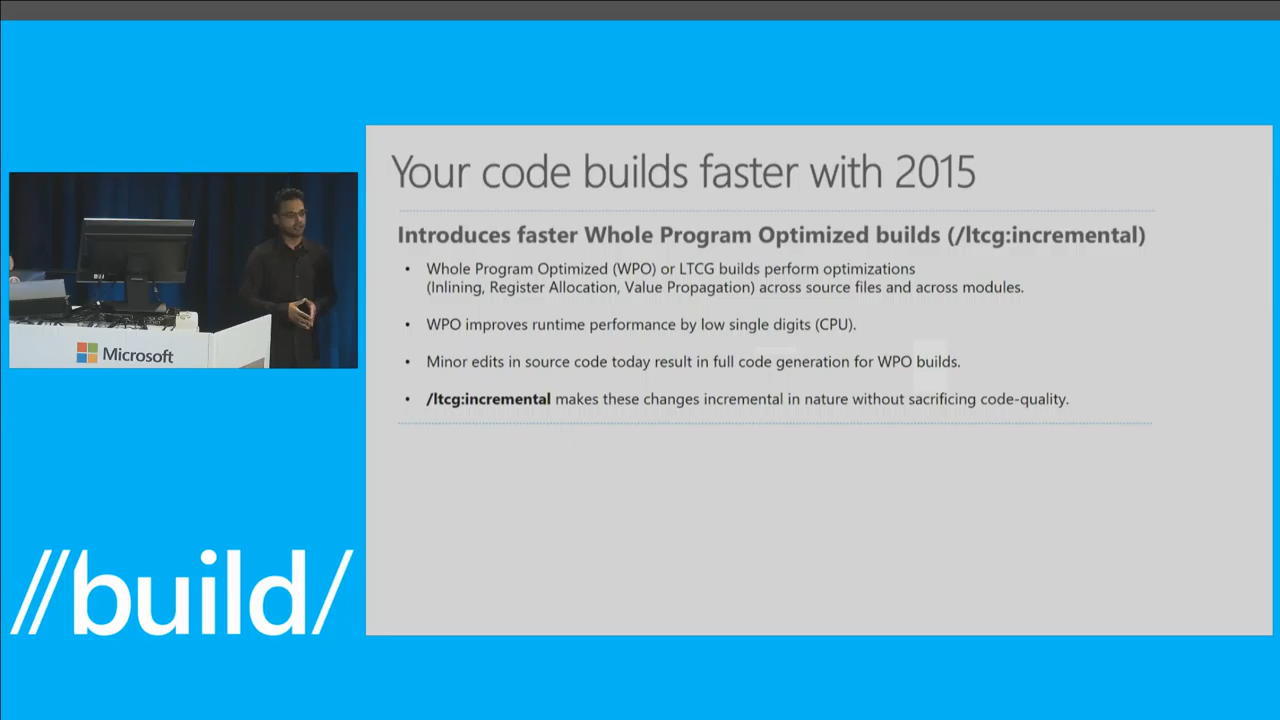 Your code builds faster with 2015
Introduces faster Whole Program Optimized builds (/ltcg:incremental)
• Whole Program Optimized (WPO) or LTCG builds perform optimizations
(Inlining, Register Allocation, Value Propagation) across source files and across modules.
• WPO improves runtime performance by low single digits (CPU).
• Minor edits in source code today result in full code generation for WPO builds.
• /ltcg:incremental makes these changes incremental in nature without sacrificing code-quality.
Microsoft
//build/